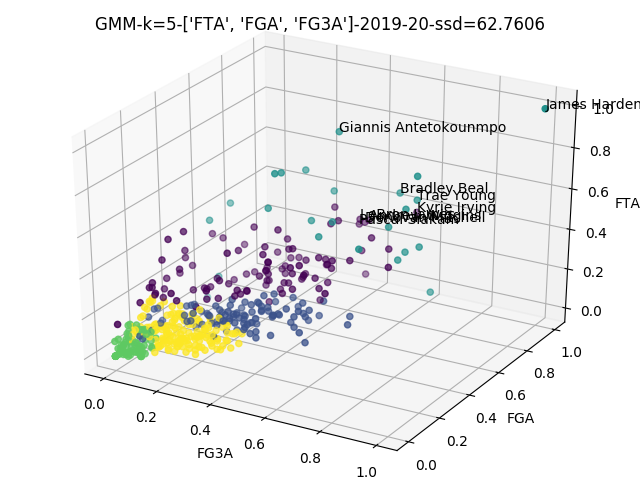 GMM-k=5-['FTA', 'FGA', 'FG3A']-2019-20-ssd=62.7606
James Harden
Giannis Antetokounmpo
Bradley Beal
Trae Young
Kyrie Irving
Pascal Siakam
FTA
1.0
0.8
0.6
0.4
0.2
0.0
FGA
1.0
0.8
0.6
0.4
0.2
0.0
FG3A
0.0
0.2
0.4
0.6
0.8
1.0